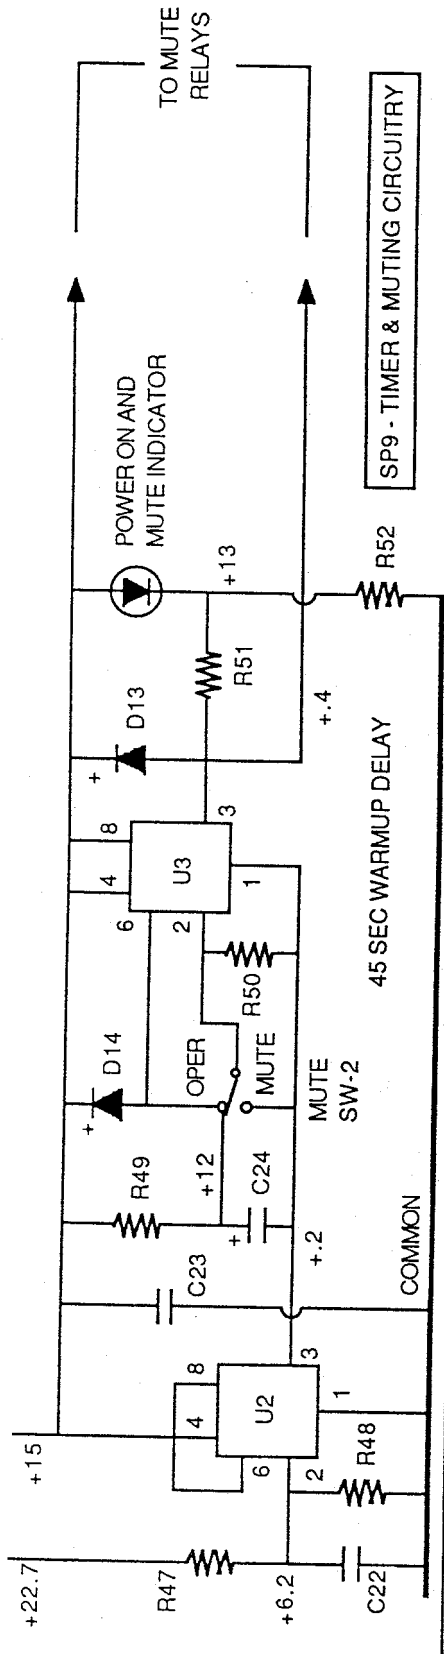 +22.7
+15
R47
+6.2
C22
R48
U2
4
8
6
2
1
3
C23
COMMON
R49
+12
+
C24
+.2
D14
+
OPER
MUTE
MUTE
SW-2
R50
U3
4
8
6
2
1
3
D13
+
R51
+.4
45 SEC WARMUP DELAY
POWER ON AND
MUTE INDICATOR
+13
R52
TO MUTE
RELAYS
SP9 - TIMER & MUTING CIRCUITRY